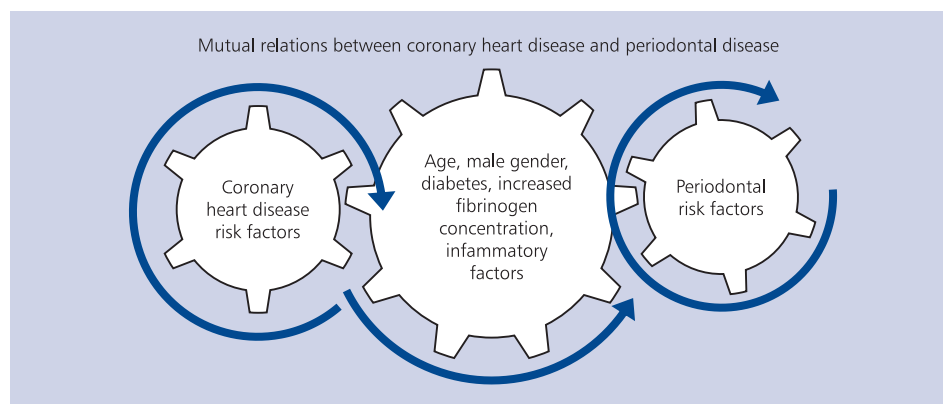 Mutual relations between coronary heart disease and periodontal disease
Coronary
heart disease
risk factors
Age, male gender,
diabetes, increased
fibrinogen
concentration,
infammatory
factors
Periodontal
risk factors